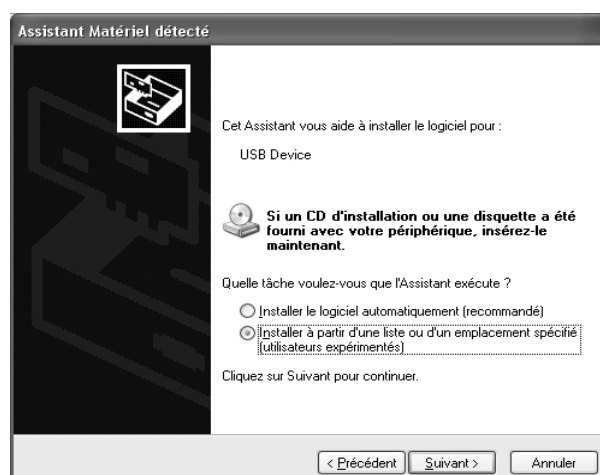 Assistant Matériel détecté
Cet Assistant vous aide à installer le logiciel pour :
USB Device
Si un CD d'installation ou une disquette a été
fourni avec votre périphérique, insérez-le
maintenant.
Quelle tâche voulez-vous que l'Assistant exécute ?
Installer le logiciel automatiquement (recommandé)
Installer à partir d'une liste ou d'un emplacement spécifié
(utilisateurs expérimentés)
Cliquez sur Suivant pour continuer.
< Précédent Suivant > Annuler